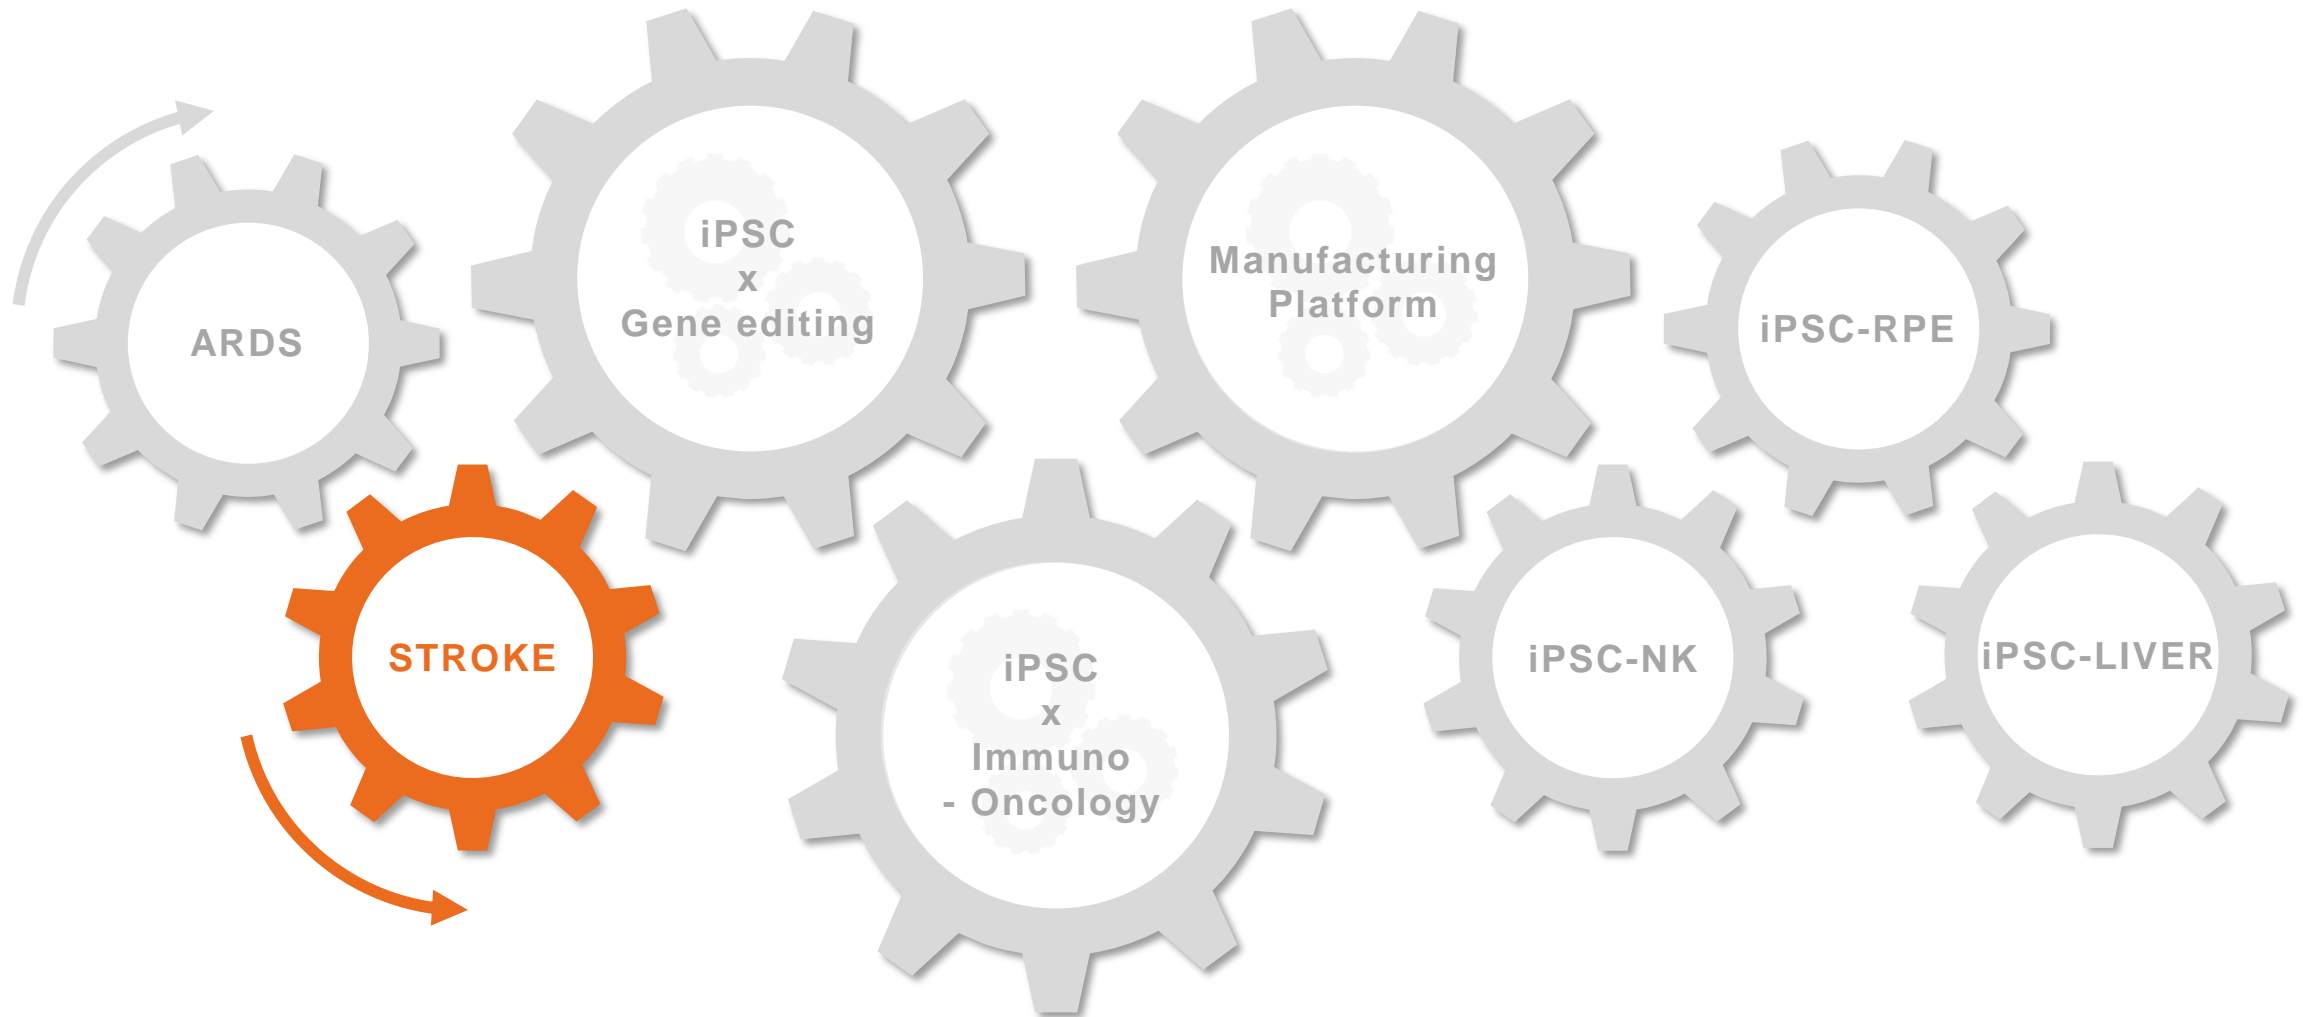 ARDS
iPSC
x
Gene editing
Manufacturing
Platform
iPSC-RPE
STROKE
iPSC
x
Immuno
- Oncology
iPSC-NK
iPSC-LIVER